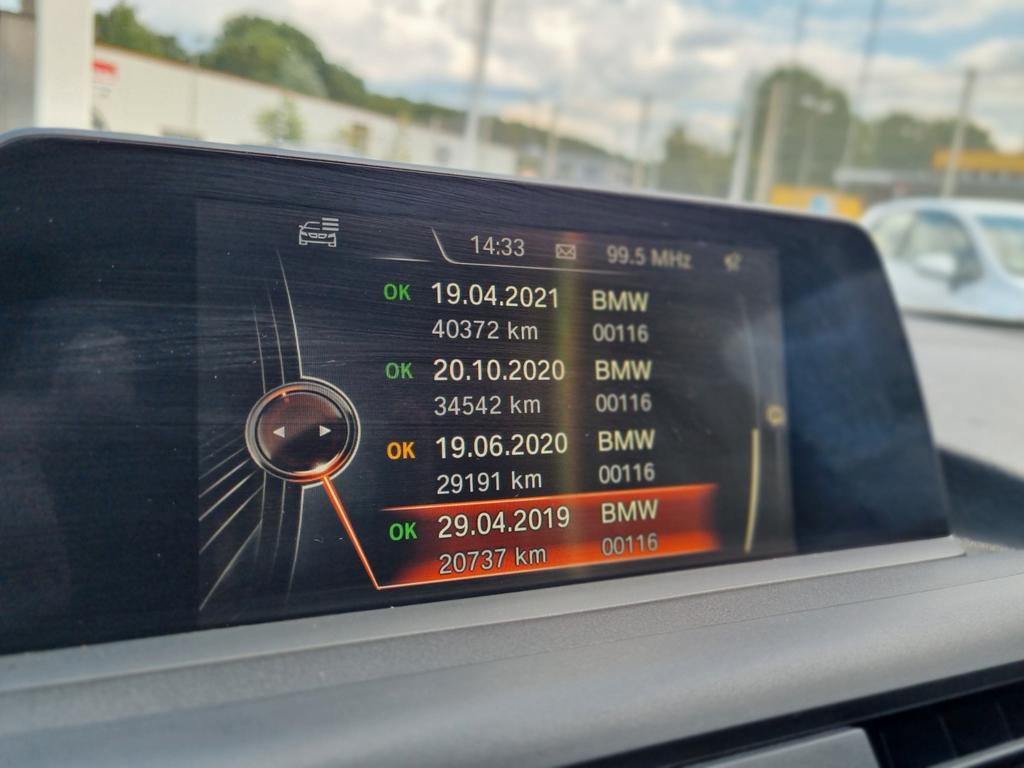 14:33 99.5 MHz
OK 19.04.2021 BMW
40372 km 00116
OK 20.10.2020 BMW
34542 km 00116
OK 19.06.2020 BMW
29191 km 00116
OK 29.04.2019 BMW
20737 km 00116